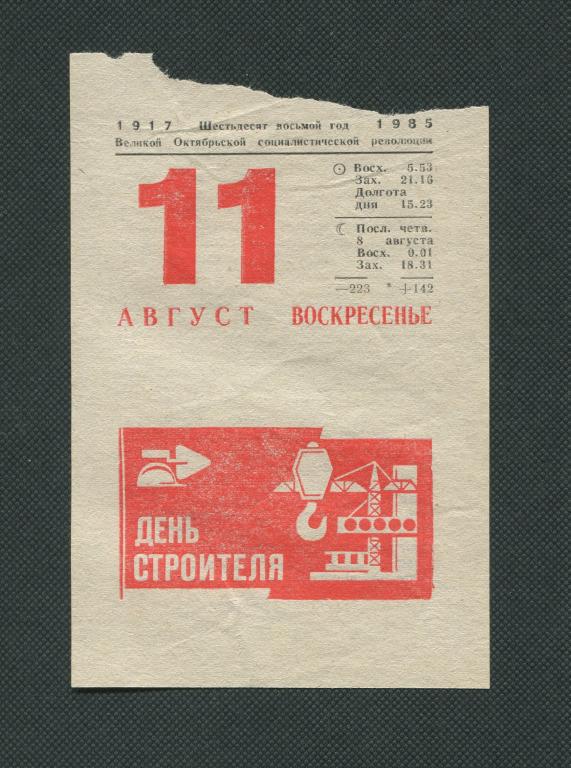 1917 Шестьдесят восьмой год 1985
Великой Октябрьской социалистической революции
11
Восх. 5.53
Зах. 21.16
Долгота
дня 15.23
☾ Посл. четв.
8 августа
Восх. 0.01
Зах. 18.31
—223 * +142
АВГУСТ ВОСКРЕСЕНЬЕ
ДЕНЬ
СТРОИТЕЛЯ